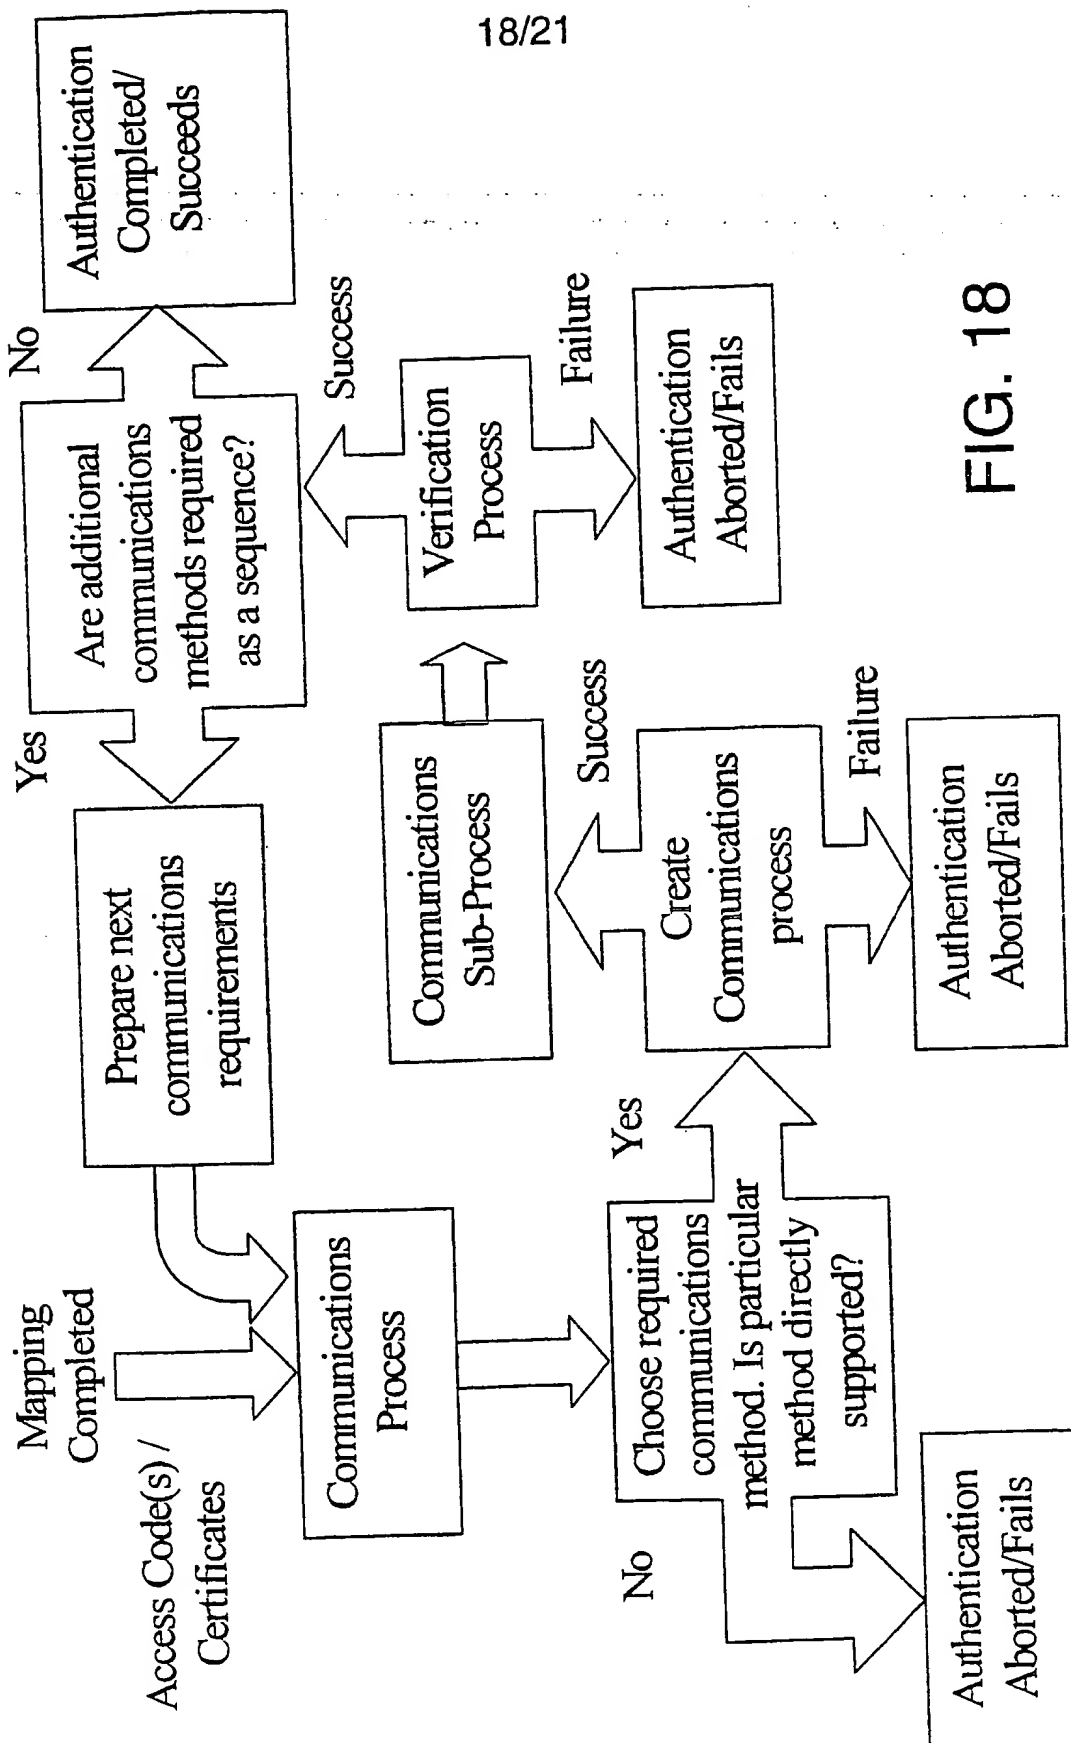 18/21
Mapping
Completed
Access Code(s) /
Certificates
Communications
Process
Choose required
communications
method. Is particular
method directly
supported?
No
Authentication
Aborted/Fails
Yes
Create
Communications
process
Failure
Authentication
Aborted/Fails
Success
Communications
Sub-Process
Verification
Process
Failure
Authentication
Aborted/Fails
Success
Are additional
communications
methods required
as a sequence?
Yes
Prepare next
communications
requirements
No
Authentication
Completed/
Succeeds
FIG. 18